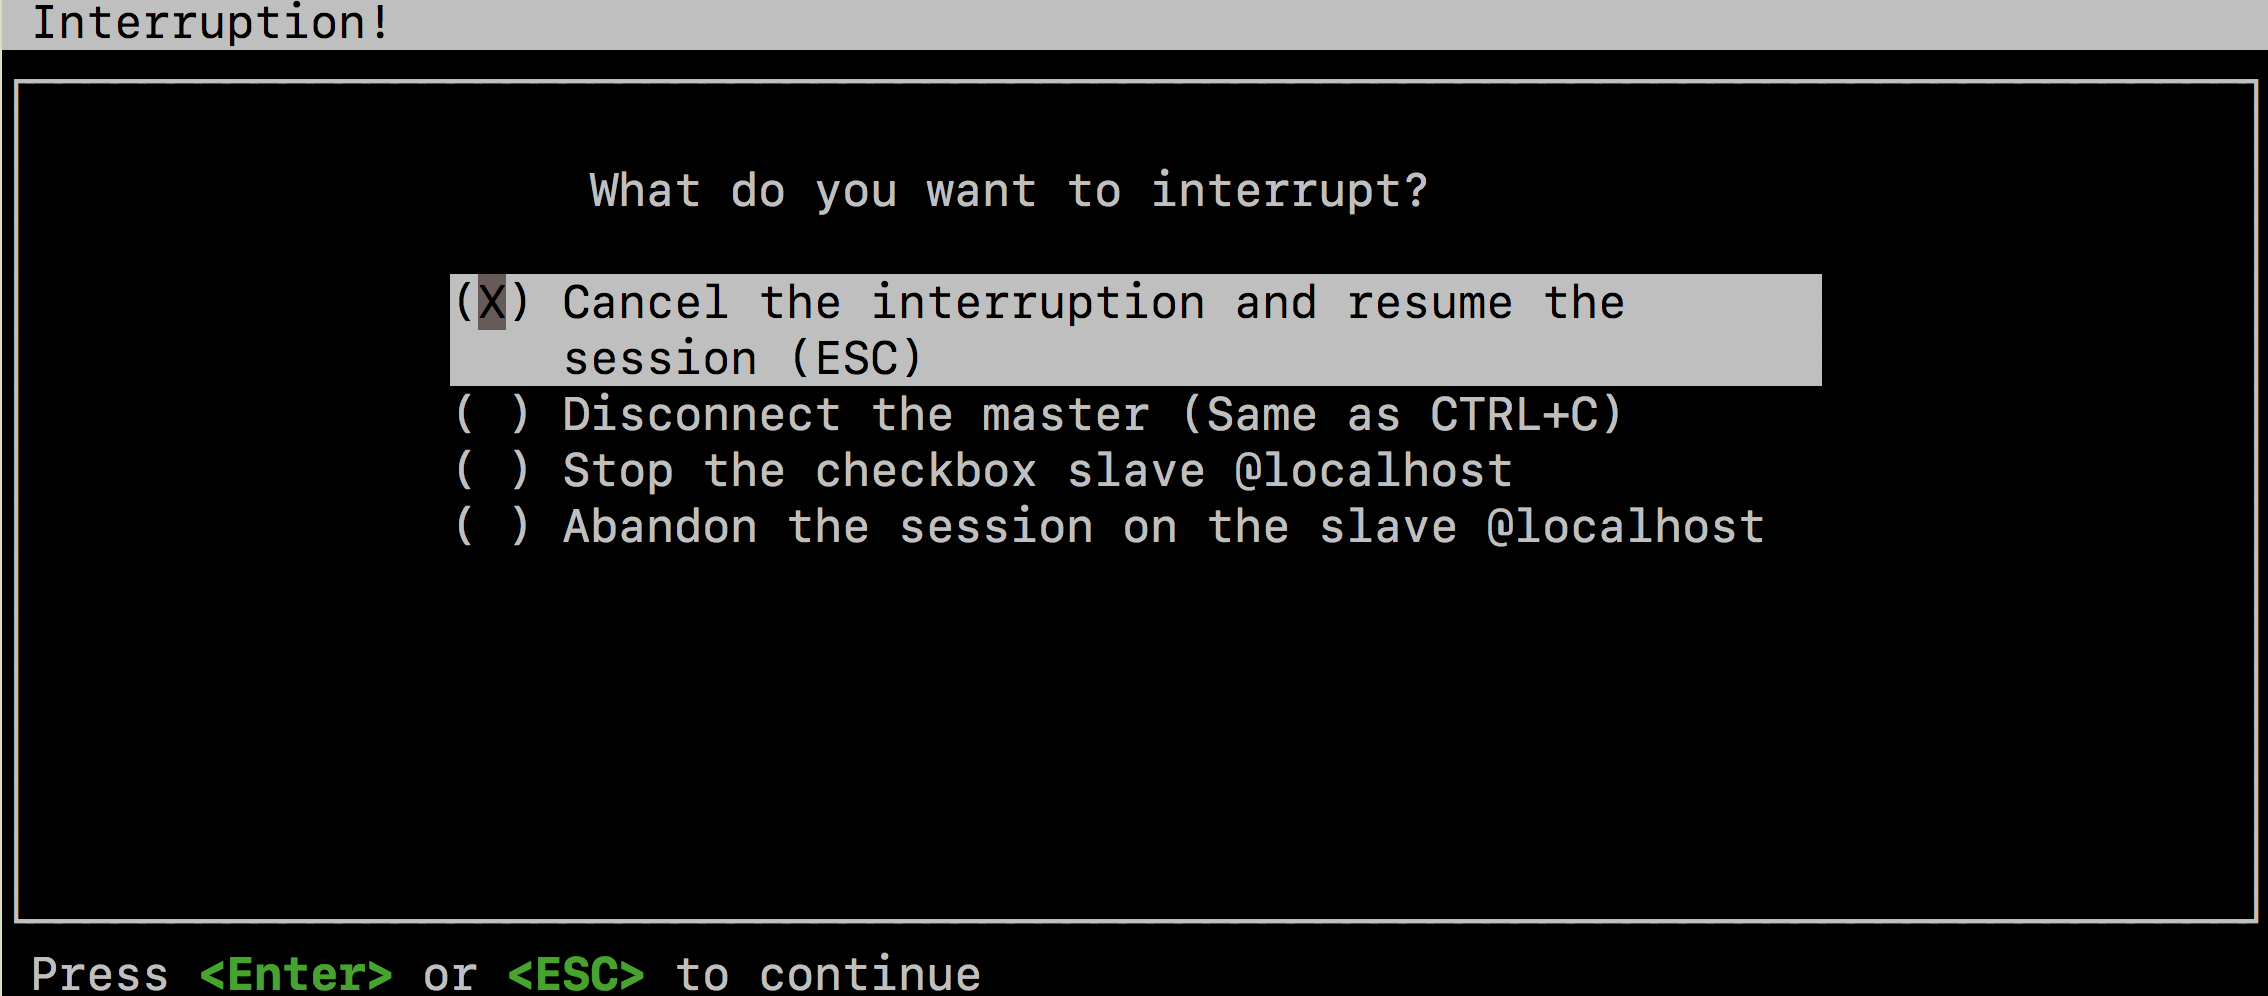 Interruption!
What do you want to interrupt?
(X) Cancel the interruption and resume the
session (ESC)
( ) Disconnect the master (Same as CTRL+C)
( ) Stop the checkbox slave @localhost
( ) Abandon the session on the slave @localhost
Press <Enter> or <ESC> to continue